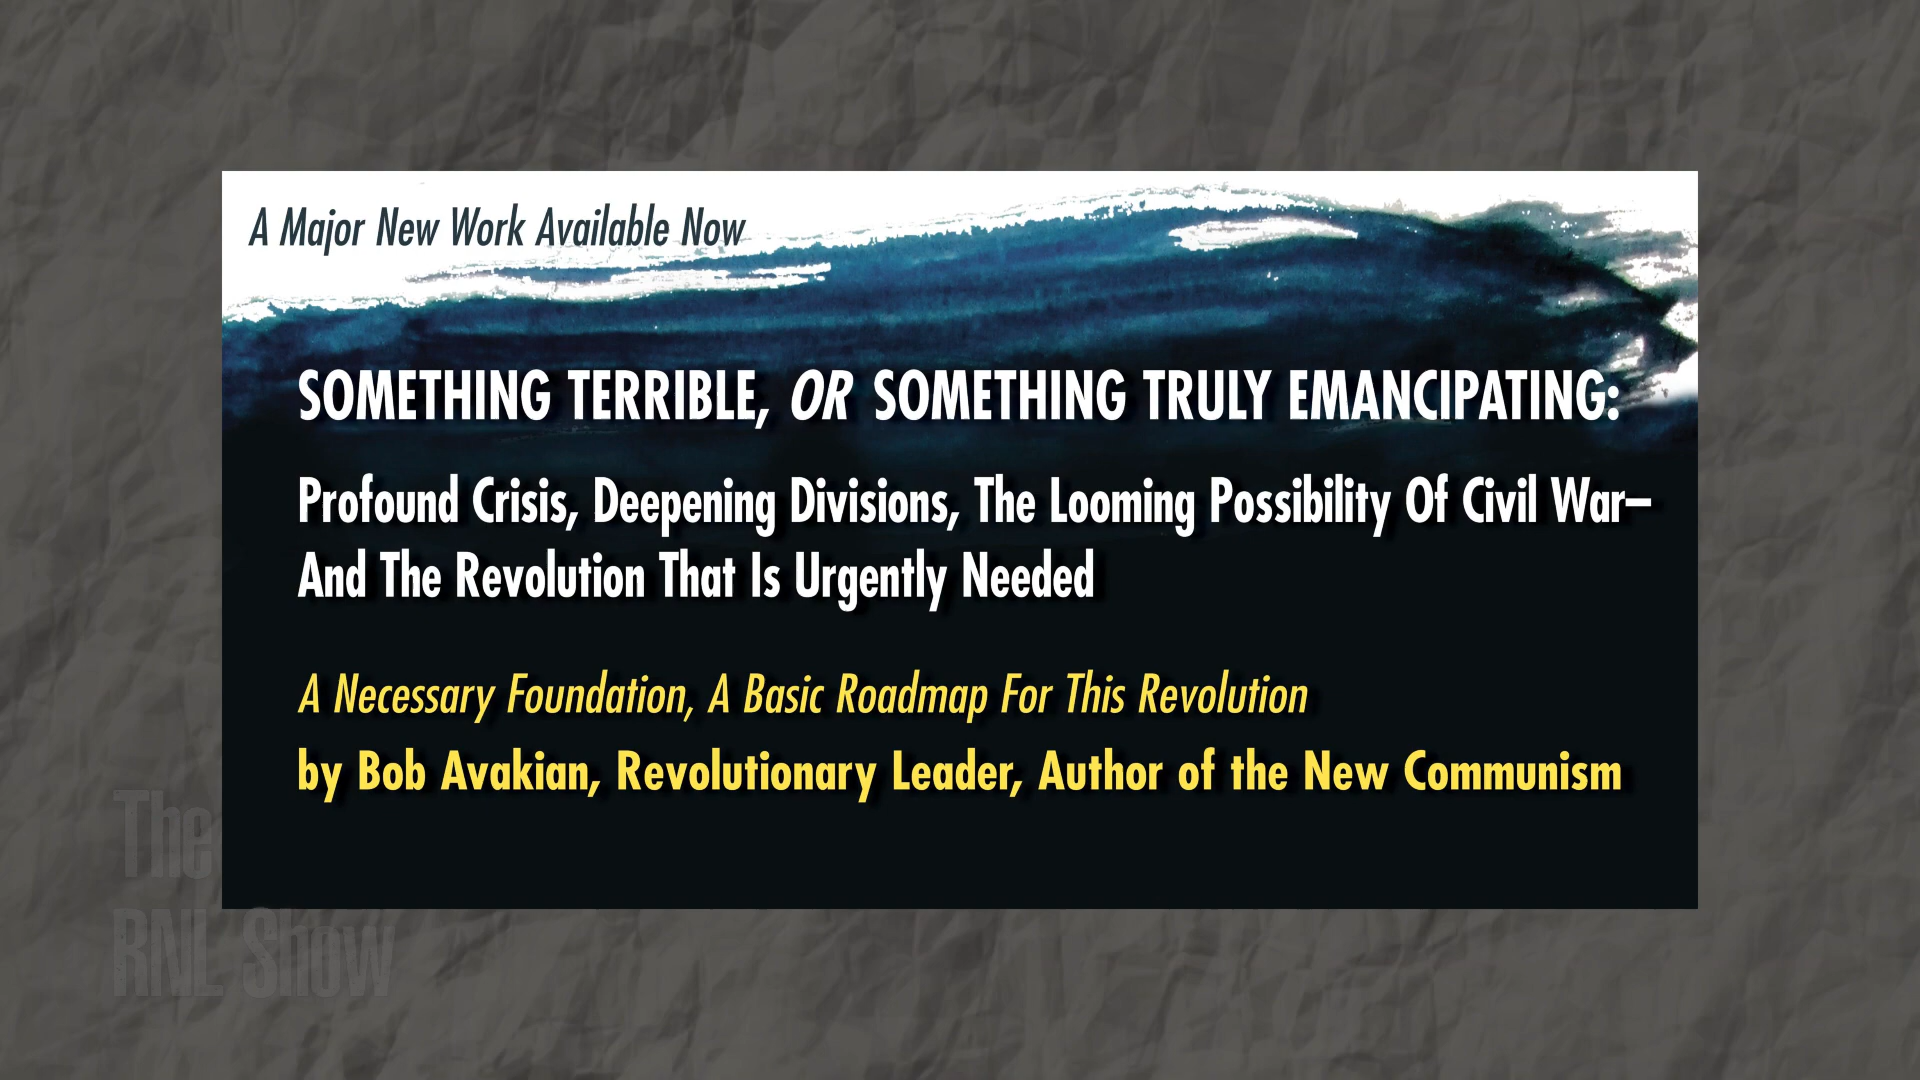 A Major New Work Available Now
SOMETHING TERRIBLE, OR SOMETHING TRULY EMANCIPATING:
Profound Crisis, Deepening Divisions, The Looming Possibility Of Civil War–
And The Revolution That Is Urgently Needed
A Necessary Foundation, A Basic Roadmap For This Revolution
by Bob Avakian, Revolutionary Leader, Author of the New Communism
The
RNL Show